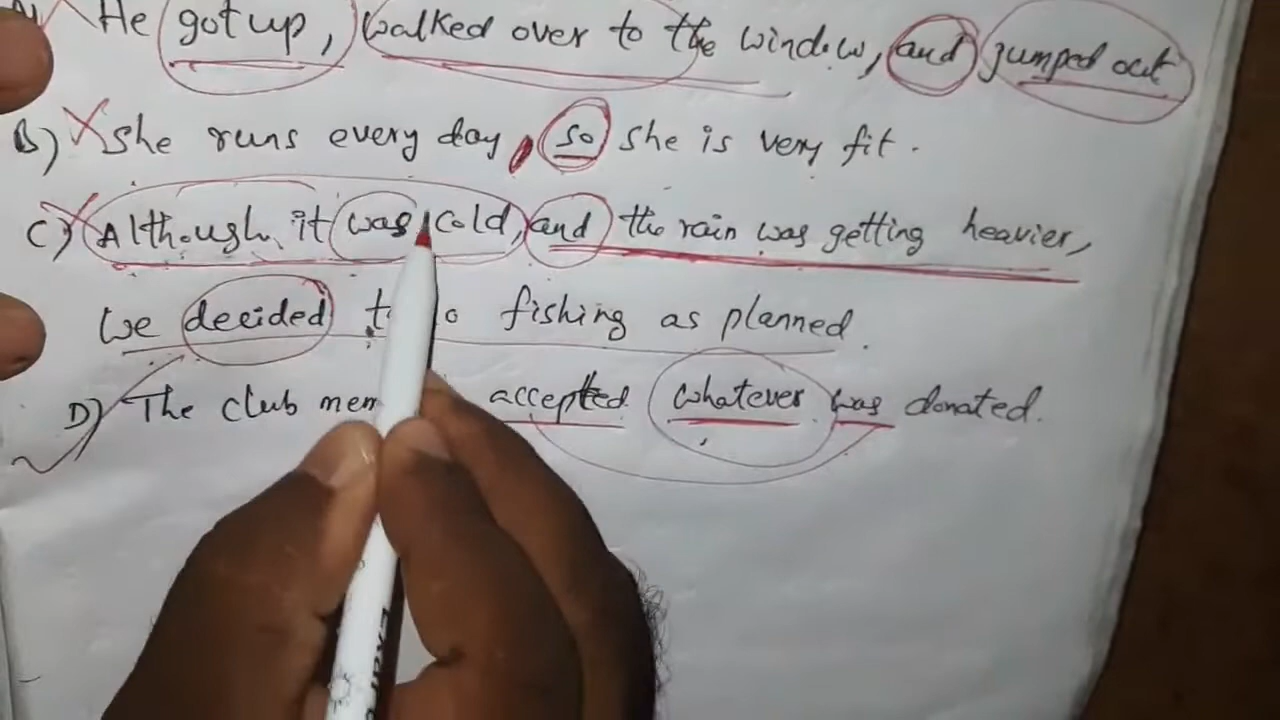 He got up, walked over to the window, and jumped out
B) She runs every day, so she is very fit.
C) Although it was cold, and the rain was getting heavier,
We decided fishing as planned.
D) The club accepted whatever was donated.